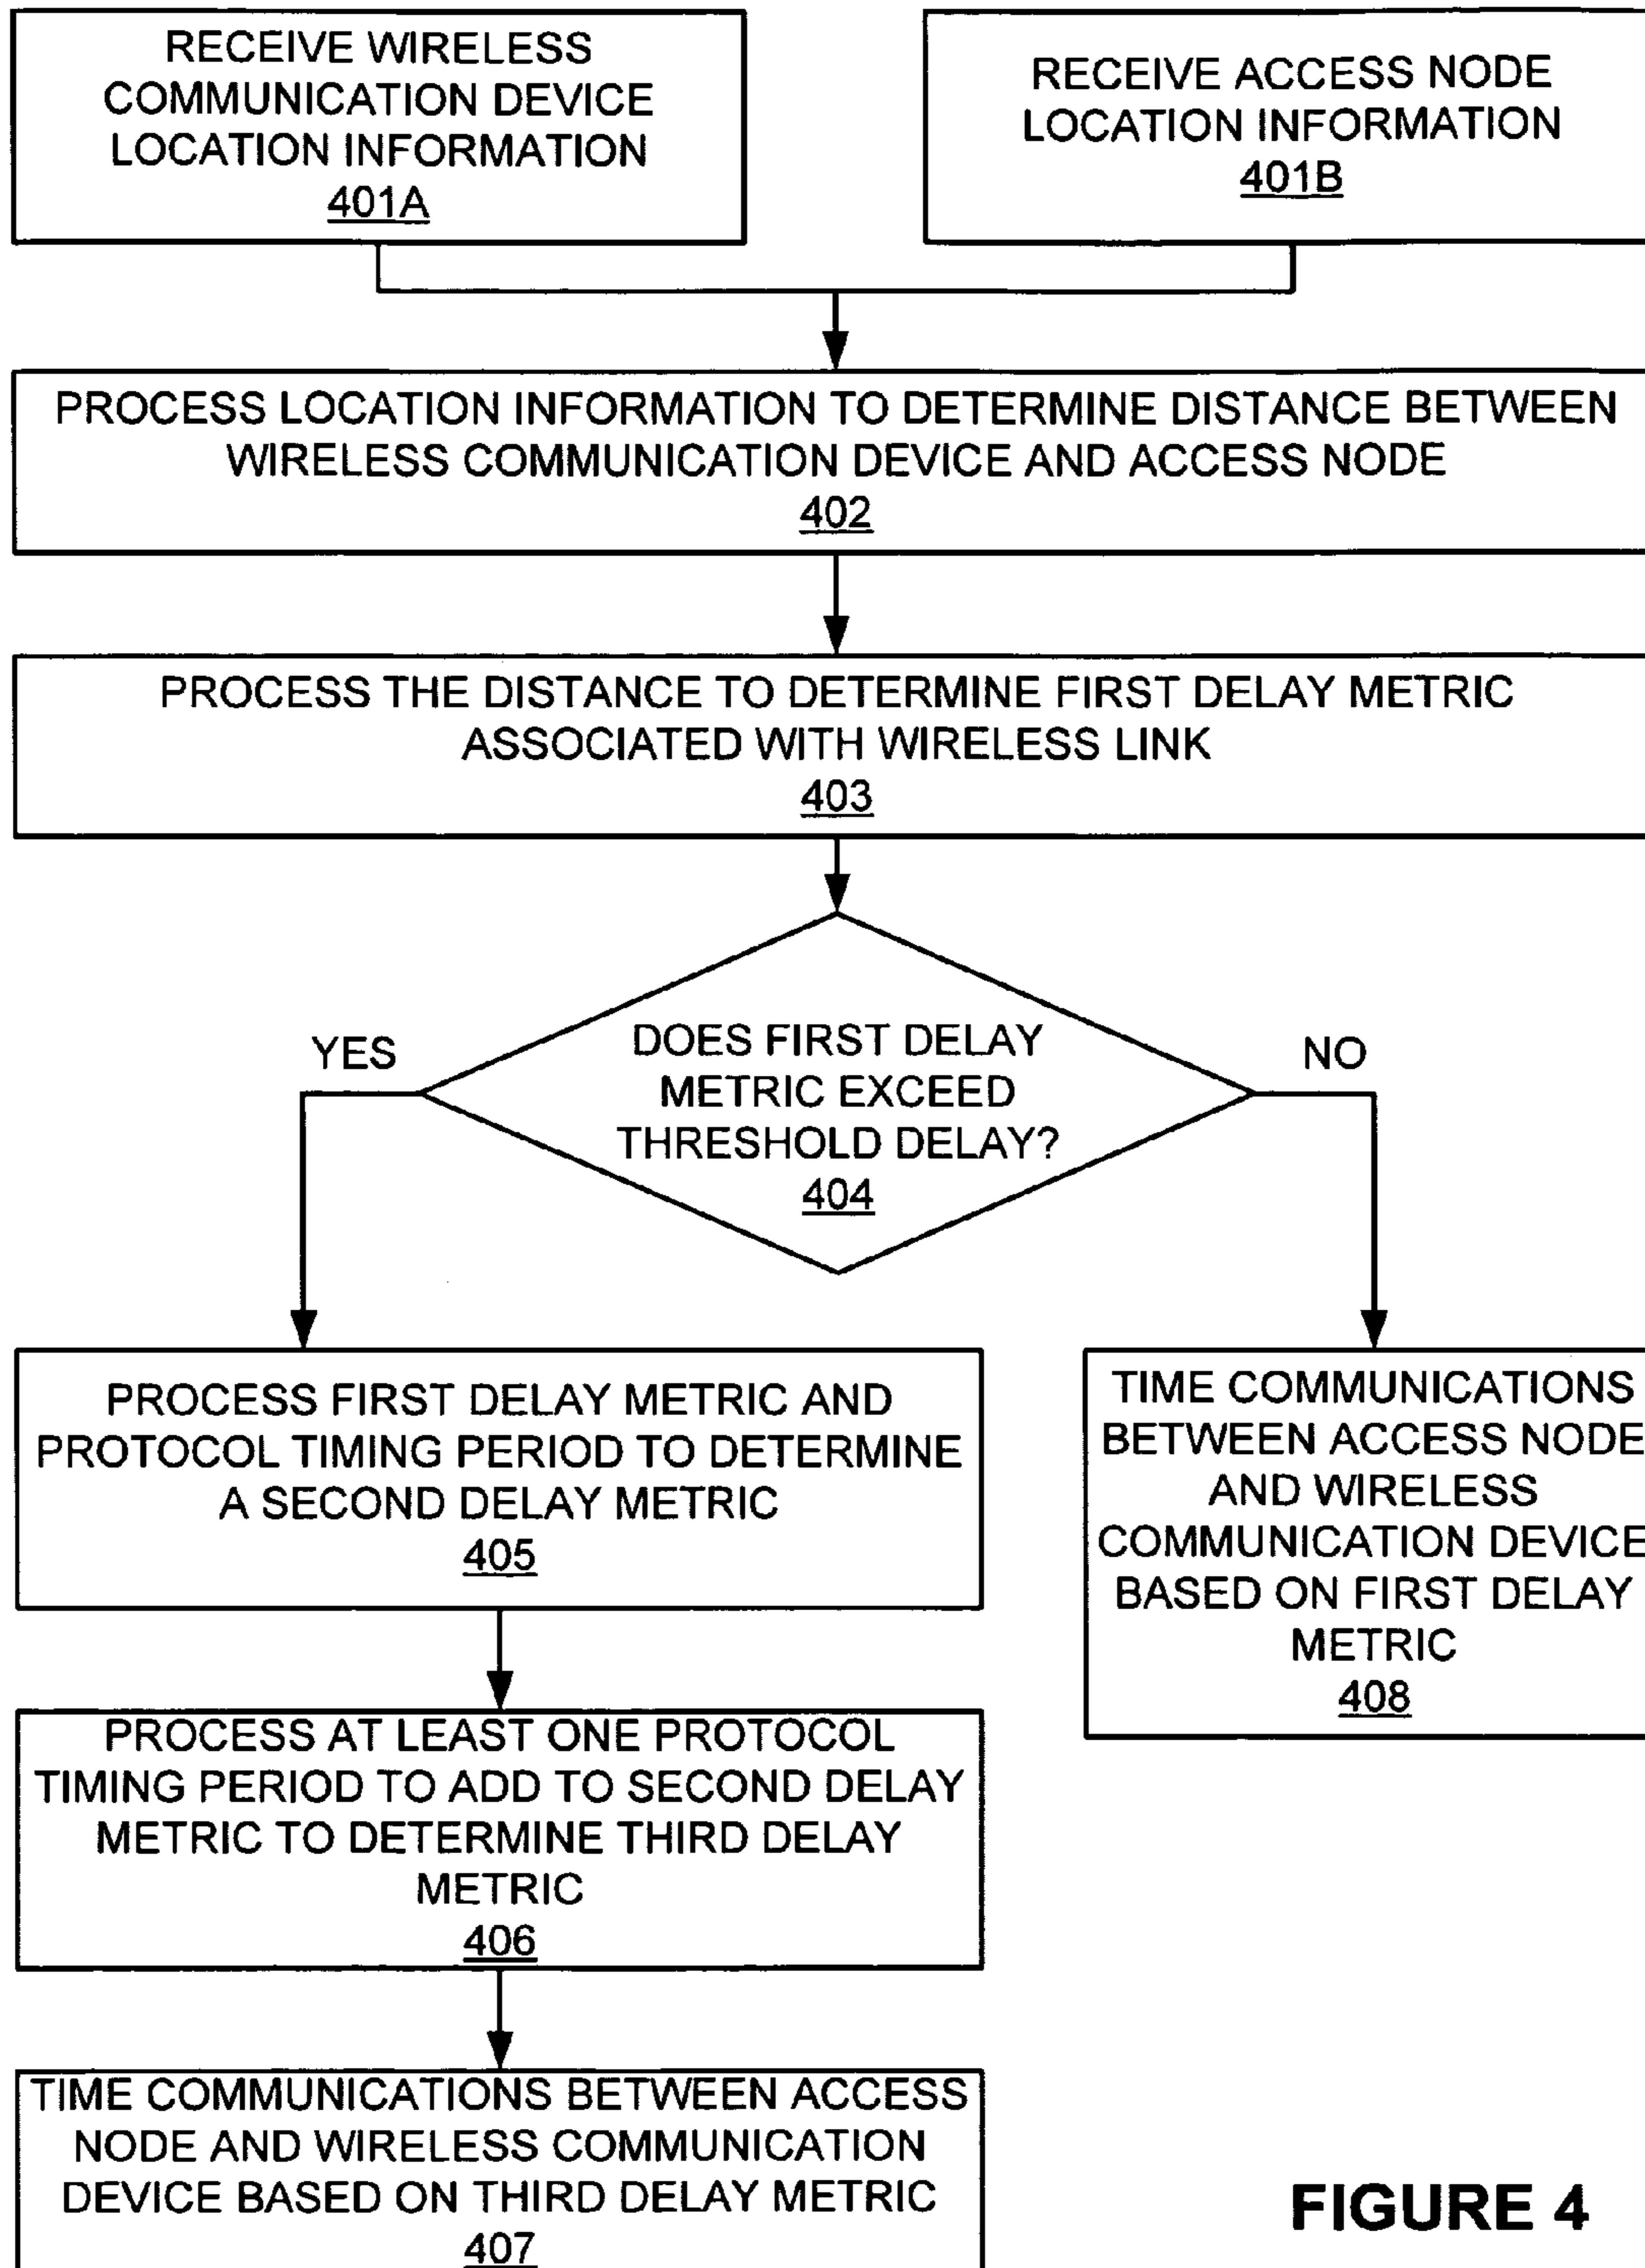 RECEIVE WIRELESS
COMMUNICATION DEVICE
LOCATION INFORMATION
401A
RECEIVE ACCESS NODE
LOCATION INFORMATION
401B
PROCESS LOCATION INFORMATION TO DETERMINE DISTANCE BETWEEN
WIRELESS COMMUNICATION DEVICE AND ACCESS NODE
402
PROCESS THE DISTANCE TO DETERMINE FIRST DELAY METRIC
ASSOCIATED WITH WIRELESS LINK
403
YES
DOES FIRST DELAY
METRIC EXCEED
THRESHOLD DELAY?
404
NO
PROCESS FIRST DELAY METRIC AND
PROTOCOL TIMING PERIOD TO DETERMINE
A SECOND DELAY METRIC
405
TIME COMMUNICATIONS
BETWEEN ACCESS NODE
AND WIRELESS
COMMUNICATION DEVICE
BASED ON FIRST DELAY
METRIC
408
PROCESS AT LEAST ONE PROTOCOL
TIMING PERIOD TO ADD TO SECOND DELAY
METRIC TO DETERMINE THIRD DELAY
METRIC
406
TIME COMMUNICATIONS BETWEEN ACCESS
NODE AND WIRELESS COMMUNICATION
DEVICE BASED ON THIRD DELAY METRIC
407
FIGURE 4